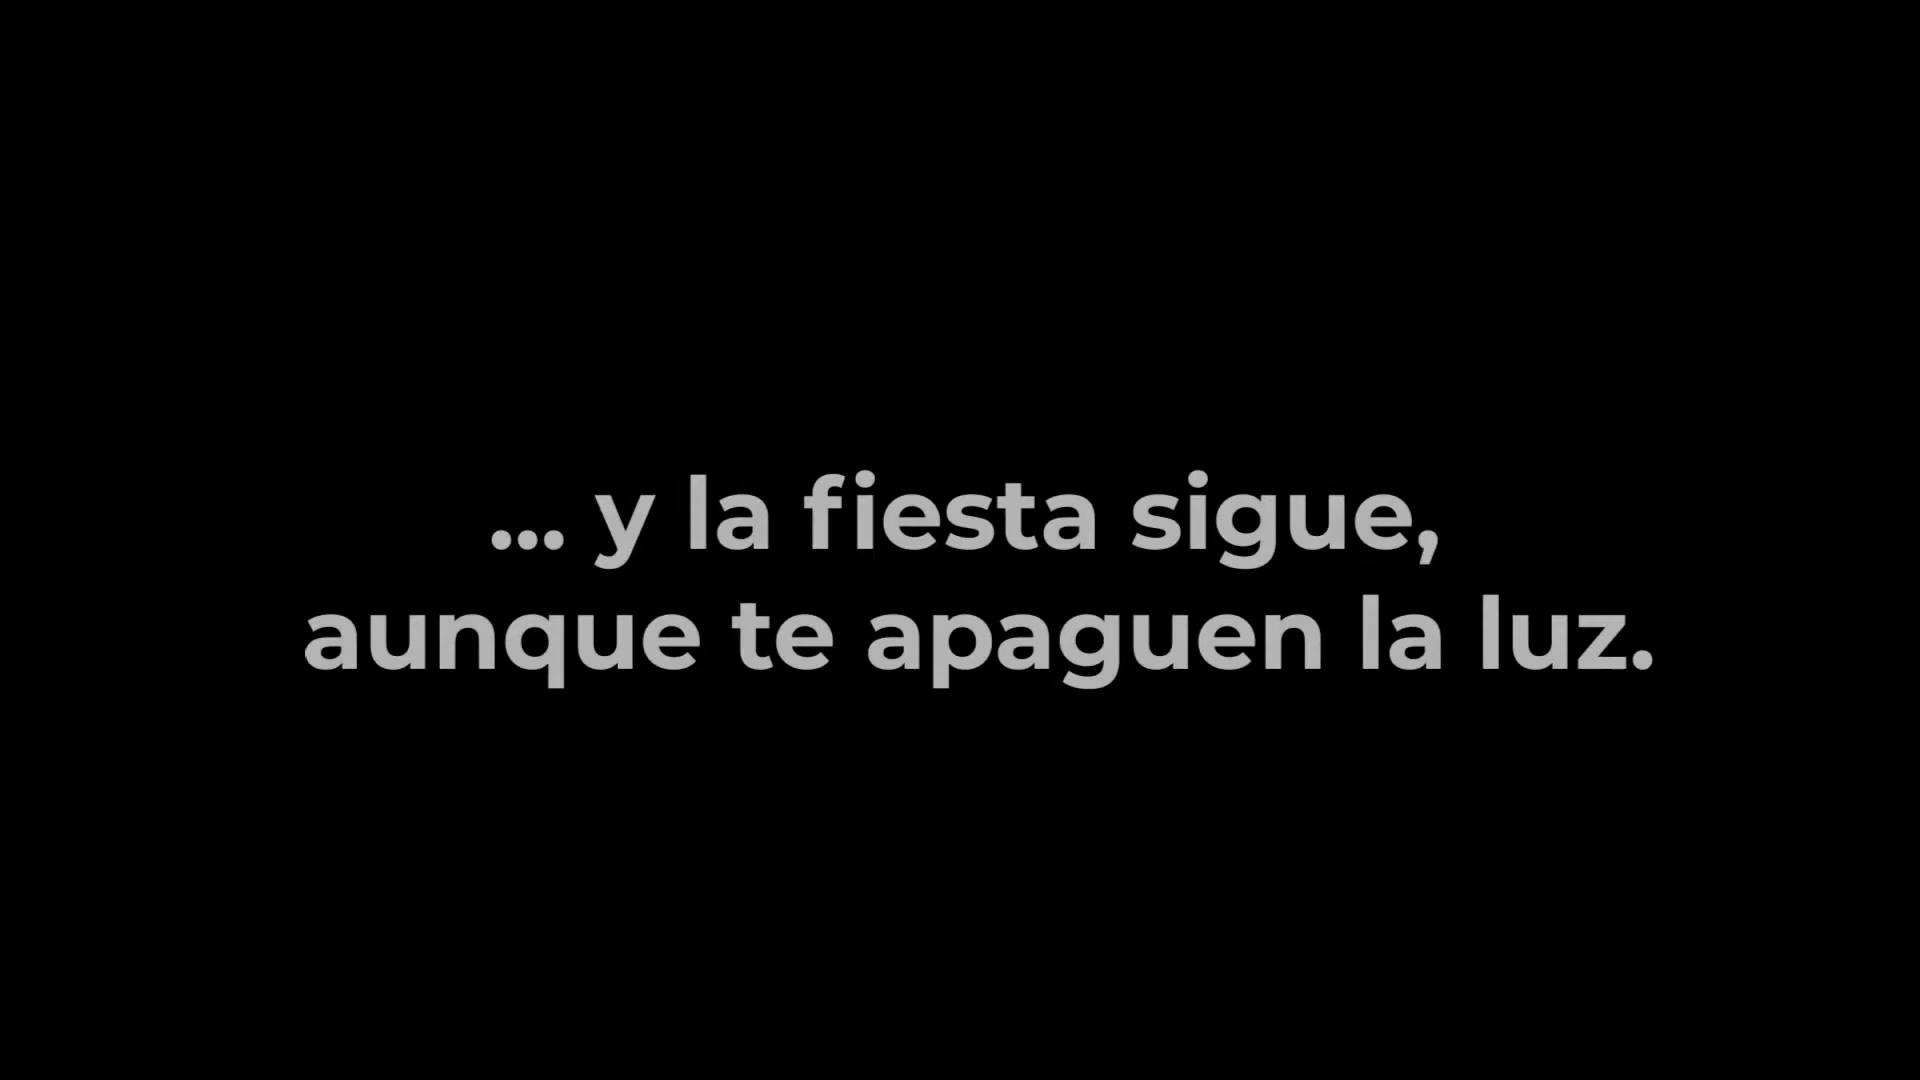 ... y la fiesta sigue,
aunque te apaguen la luz.